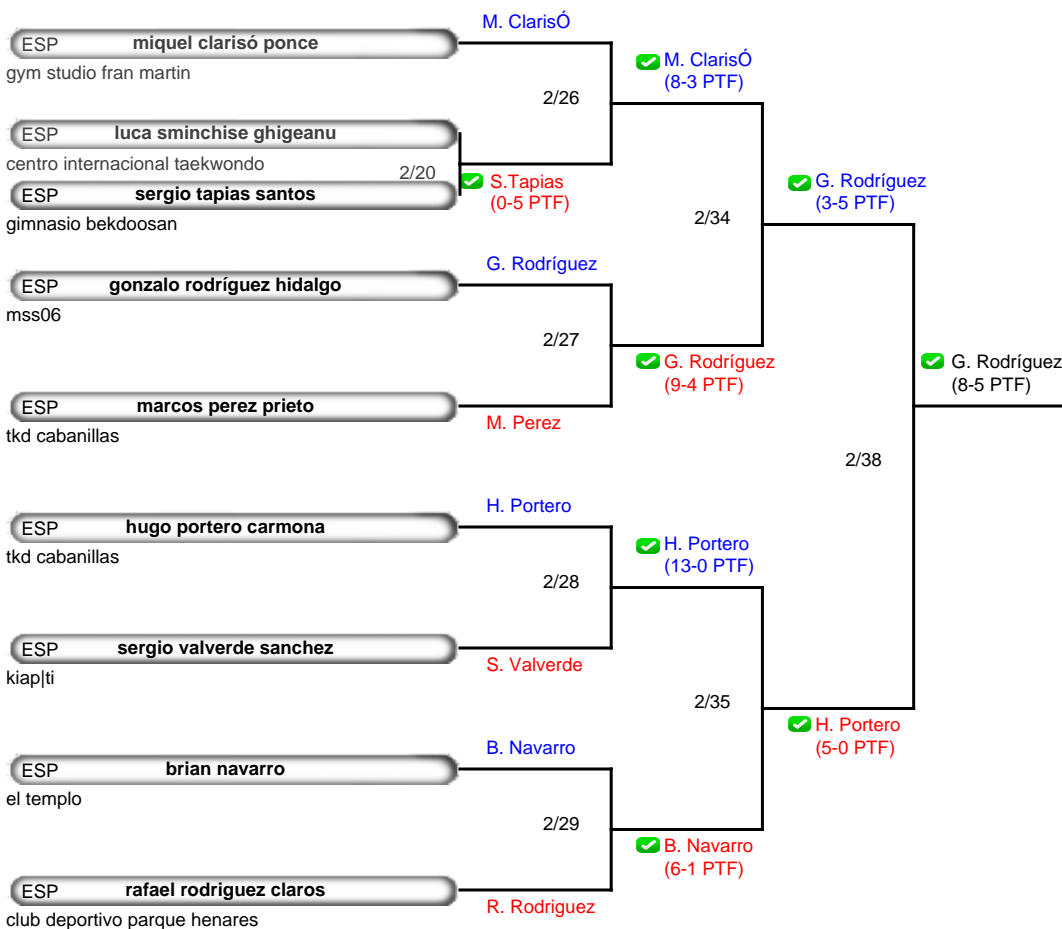 M. ClarisÓ
ESP miquel clarisó ponce
gym studio fran martin
M. ClarisÓ
(8-3 PTF)
2/26
ESP luca sminchise ghigeanu
centro internacional taekwondo
2/20
S.Tapias
(0-5 PTF)
ESP sergio tapias santos
gimnasio bekdoosan
G. Rodríguez
(3-5 PTF)
2/34
G. Rodríguez
ESP gonzalo rodríguez hidalgo
mss06
2/27
G. Rodríguez
(9-4 PTF)
G. Rodríguez
(8-5 PTF)
ESP marcos perez prieto
tkd cabanillas
M. Perez
2/38
H. Portero
ESP hugo portero carmona
tkd cabanillas
H. Portero
(13-0 PTF)
2/28
ESP sergio valverde sanchez
kiap|ti
S. Valverde
2/35
H. Portero
(5-0 PTF)
B. Navarro
ESP brian navarro
el templo
2/29
B. Navarro
(6-1 PTF)
ESP rafael rodriguez claros
club deportivo parque henares
R. Rodriguez